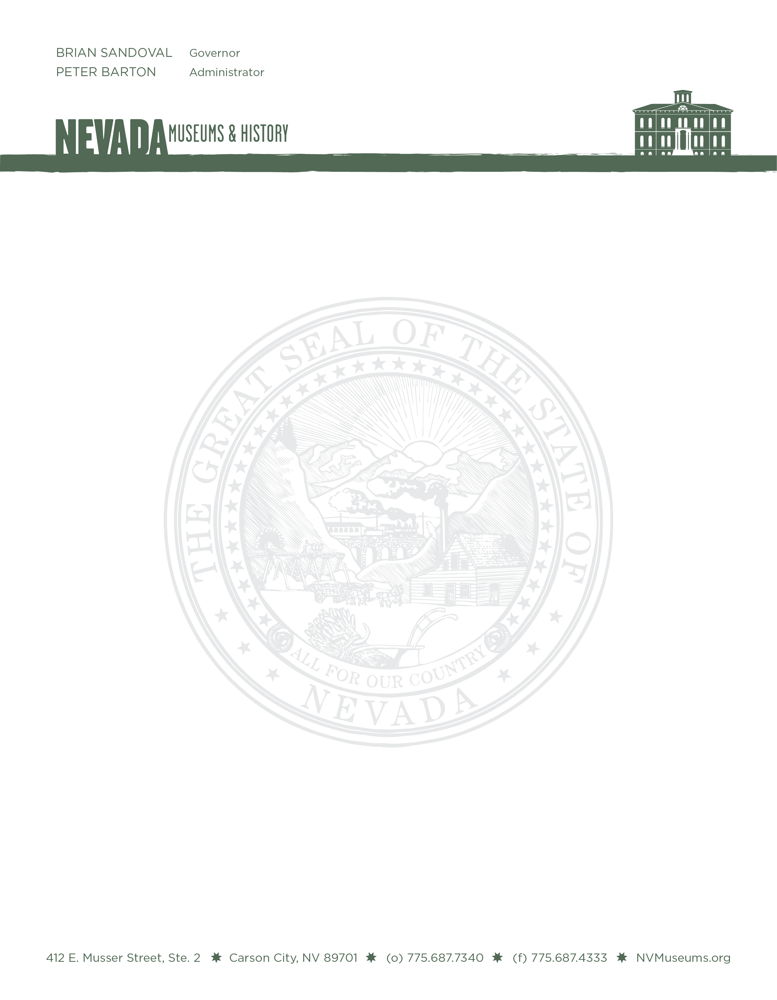 BRIAN SANDOVAL Governor
PETER BARTON Administrator
NEVADA MUSEUMS & HISTORY
THE GREAT SEAL OF THE STATE OF
ALL FOR OUR COUNTRY
NEVADA
412 E. Musser Street, Ste. 2 ✷ Carson City, NV 89701 ✷ (o) 775.687.7340 ✷ (f) 775.687.4333 ✷ NVMuseums.org